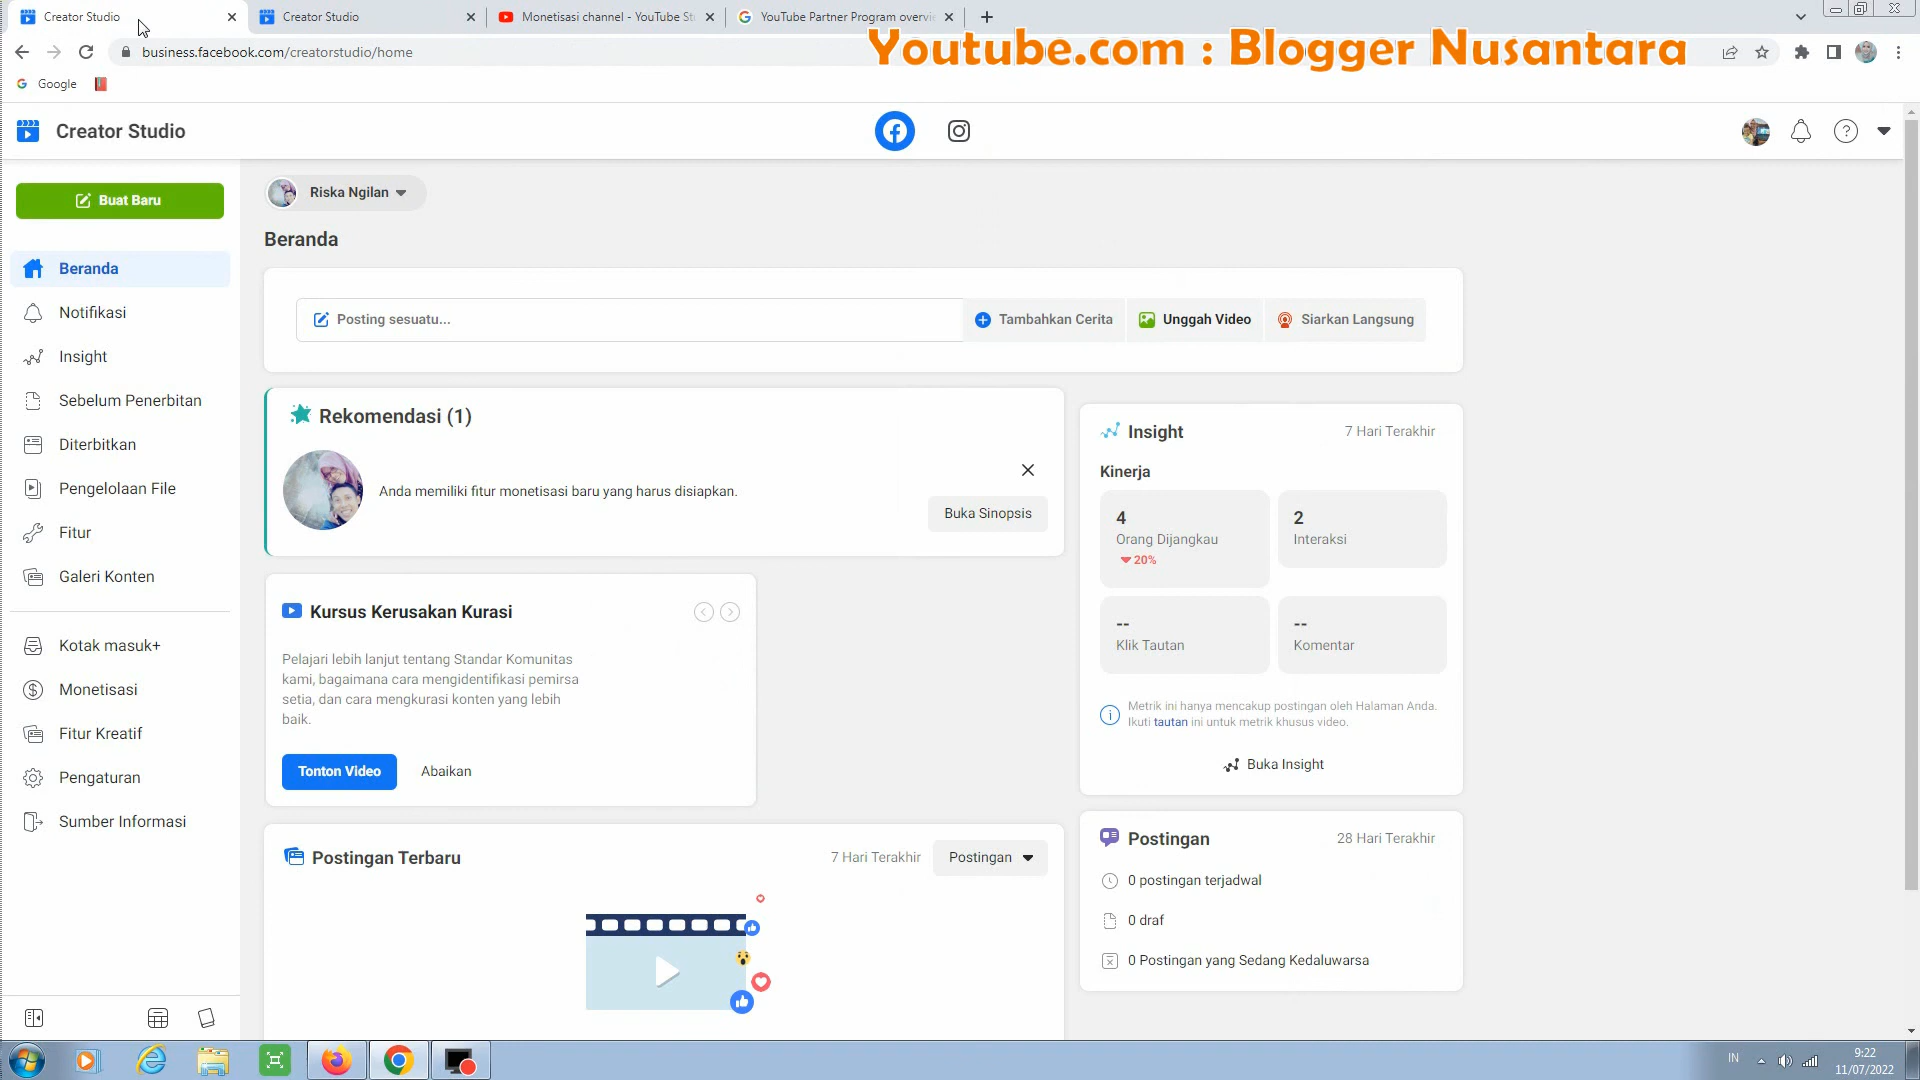 Creator Studio
Creator Studio
Monetisasi channel - YouTube St
YouTube Partner Program overvi
business.facebook.com/creatorstudio/home
Youtube.com : Blogger Nusantara
Google
Creator Studio
Buat Baru
Riska Ngilan
Beranda
Beranda
Notifikasi
Insight
Sebelum Penerbitan
Diterbitkan
Pengelolaan File
Fitur
Galeri Konten
Kotak masuk+
Monetisasi
Fitur Kreatif
Pengaturan
Sumber Informasi
Posting sesuatu...
Tambahkan Cerita
Unggah Video
Siarkan Langsung
Rekomendasi (1)
Anda memiliki fitur monetisasi baru yang harus disiapkan.
Buka Sinopsis
Kursus Kerusakan Kurasi
Pelajari lebih lanjut tentang Standar Komunitas
kami, bagaimana cara mengidentifikasi pemirsa
setia, dan cara mengkurasi konten yang lebih
baik.
Tonton Video
Abaikan
Postingan Terbaru
7 Hari Terakhir
Postingan
Insight
7 Hari Terakhir
Kinerja
4
Orang Dijangkau
20%
2
Interaksi
--
Klik Tautan
--
Komentar
Metrik ini hanya mencakup postingan oleh Halaman Anda.
Ikuti tautan ini untuk metrik khusus video.
Buka Insight
Postingan
28 Hari Terakhir
0 postingan terjadwal
0 draf
0 Postingan yang Sedang Kedaluwarsa
IN
9:22
11/07/2022